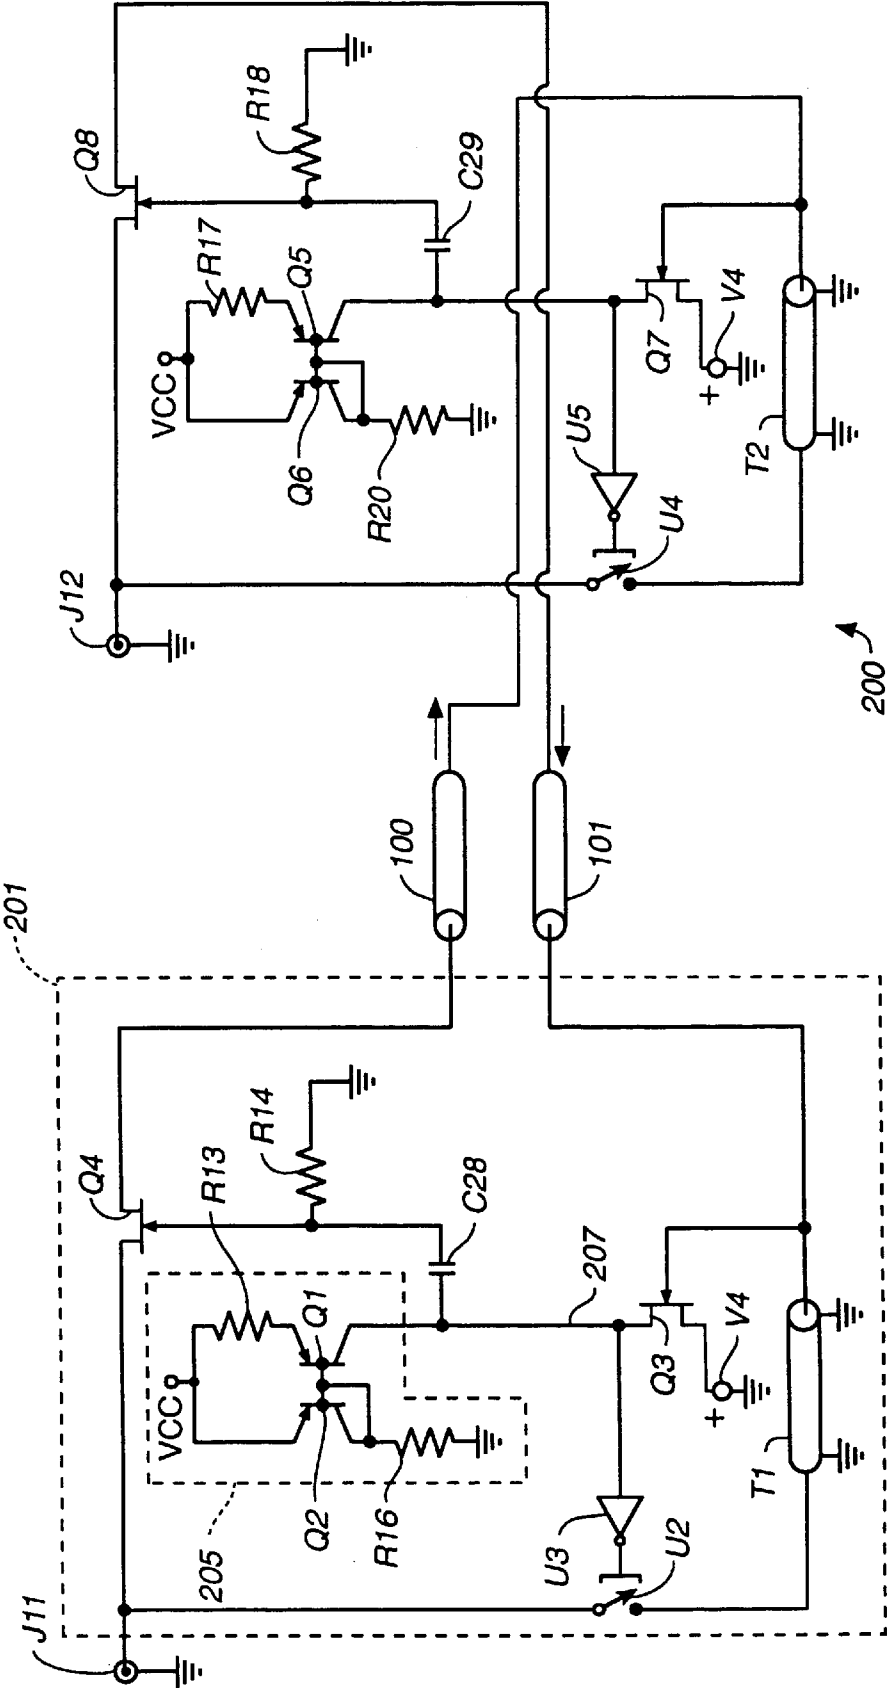 J11
201
Q4
R13
R14
VCC
Q1
Q2
R16
205
C28
207
U3
U2
Q3
+
V4
T1
100
101
J12
Q8
R17
R18
VCC
Q5
Q6
R20
C29
U5
U4
Q7
+
V4
T2
200